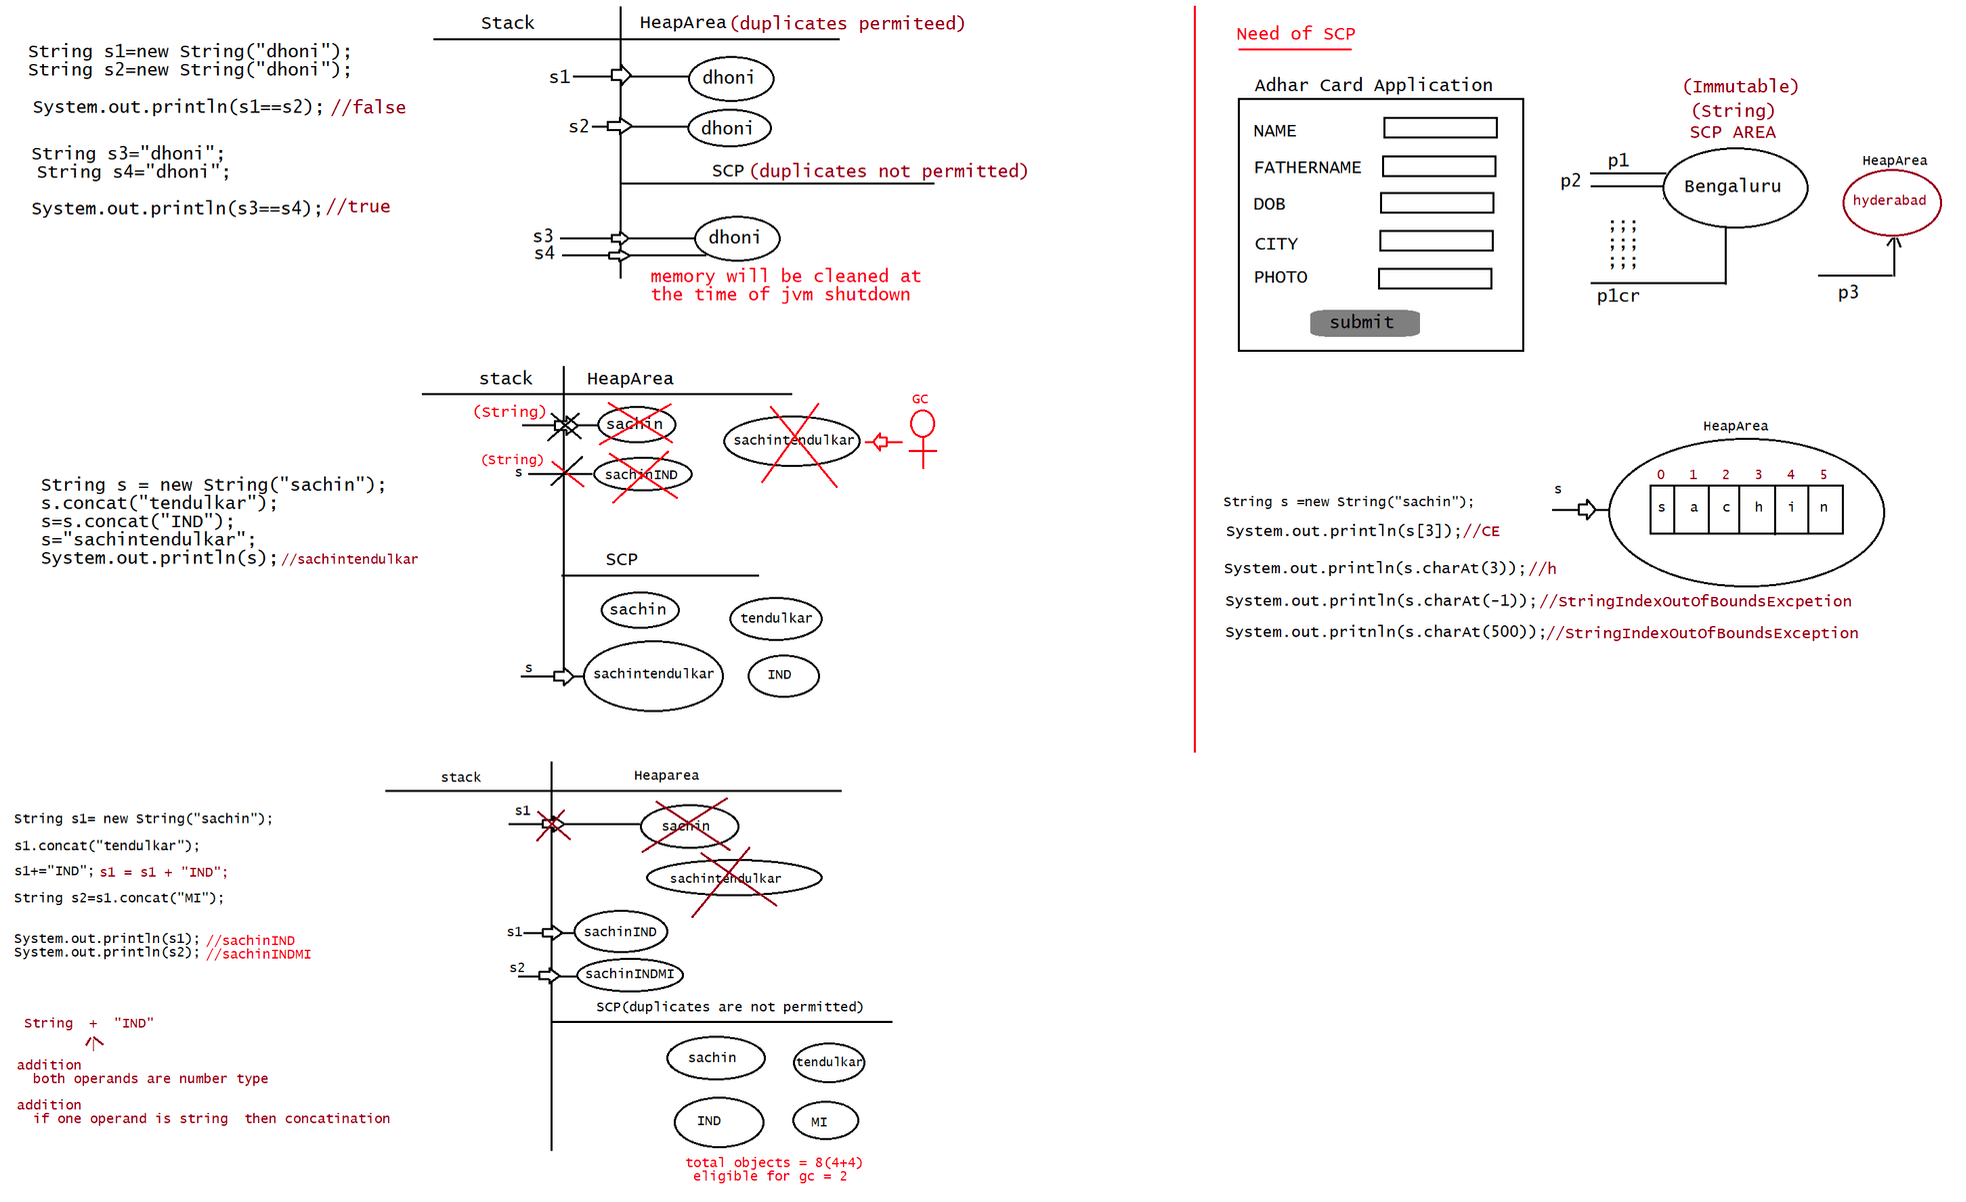 String s1=new String("dhoni");
String s2=new String("dhoni");
System.out.println(s1==s2); //false
String s3="dhoni";
String s4="dhoni";
System.out.println(s3==s4);//true
Stack
HeapArea (duplicates permiteed)
s1
dhoni
s2
dhoni
SCP (duplicates not permitted)
s3
s4
dhoni
memory will be cleaned at
the time of jvm shutdown
String s = new String("sachin");
s.concat("tendulkar");
s=s.concat("IND");
s="sachintendulkar";
System.out.println(s);//sachintendulkar
stack
HeapArea
(String)
sachin
sachintendulkar
GC
(String)
s
sachinIND
SCP
sachin
tendulkar
s
sachintendulkar
IND
String s1= new String("sachin");
s1.concat("tendulkar");
s1+="IND"; s1 = s1 + "IND";
String s2=s1.concat("MI");
System.out.println(s1); //sachinIND
System.out.println(s2); //sachinINDMI
String + "IND"
addition
both operands are number type
addition
if one operand is string then concatination
stack
Heaparea
s1
sachin
sachintendulkar
s1
sachinIND
s2
sachinINDMI
SCP(duplicates are not permitted)
sachin
tendulkar
IND
MI
total objects = 8(4+4)
eligible for gc = 2
Need of SCP
Adhar Card Application
NAME
FATHERNAME
DOB
CITY
PHOTO
submit
(Immutable)
(String)
SCP AREA
p1
p2
Bengaluru
;;;
;;;
;;;
p1cr
HeapArea
hyderabad
p3
String s =new String("sachin");
System.out.println(s[3]);//CE
System.out.println(s.charAt(3));//h
System.out.println(s.charAt(-1));//StringIndexOutOfBoundsExcpetion
System.out.pritnln(s.charAt(500));//StringIndexOutOfBoundsException
HeapArea
s
0 1 2 3 4 5
s a c h i n